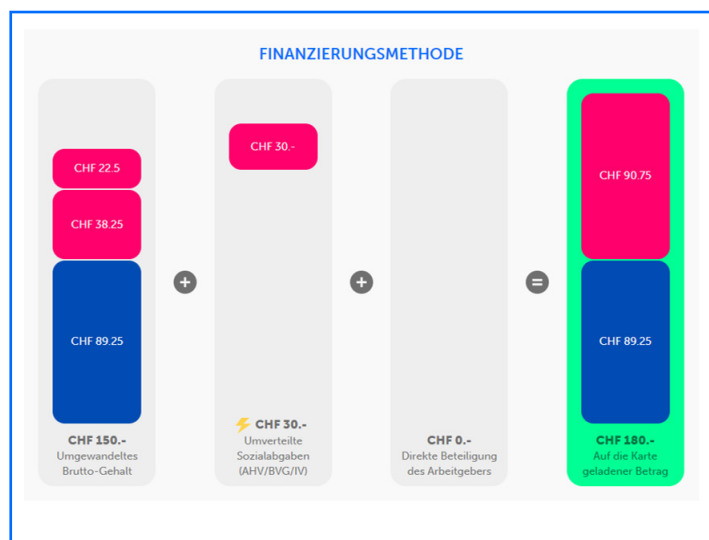 FINANZIERUNGSMETHODE
CHF 22.5
CHF 38.25
CHF 89.25
CHF 150.-
Umgewandeltes
Brutto-Gehalt
+
CHF 30.-
⚡ CHF 30.-
Umverteilte
Sozialabgaben
(AHV/BVG/IV)
+
CHF 0.-
Direkte Beteiligung
des Arbeitgebers
=
CHF 90.75
CHF 89.25
CHF 180.-
Auf die Karte
geladener Betrag